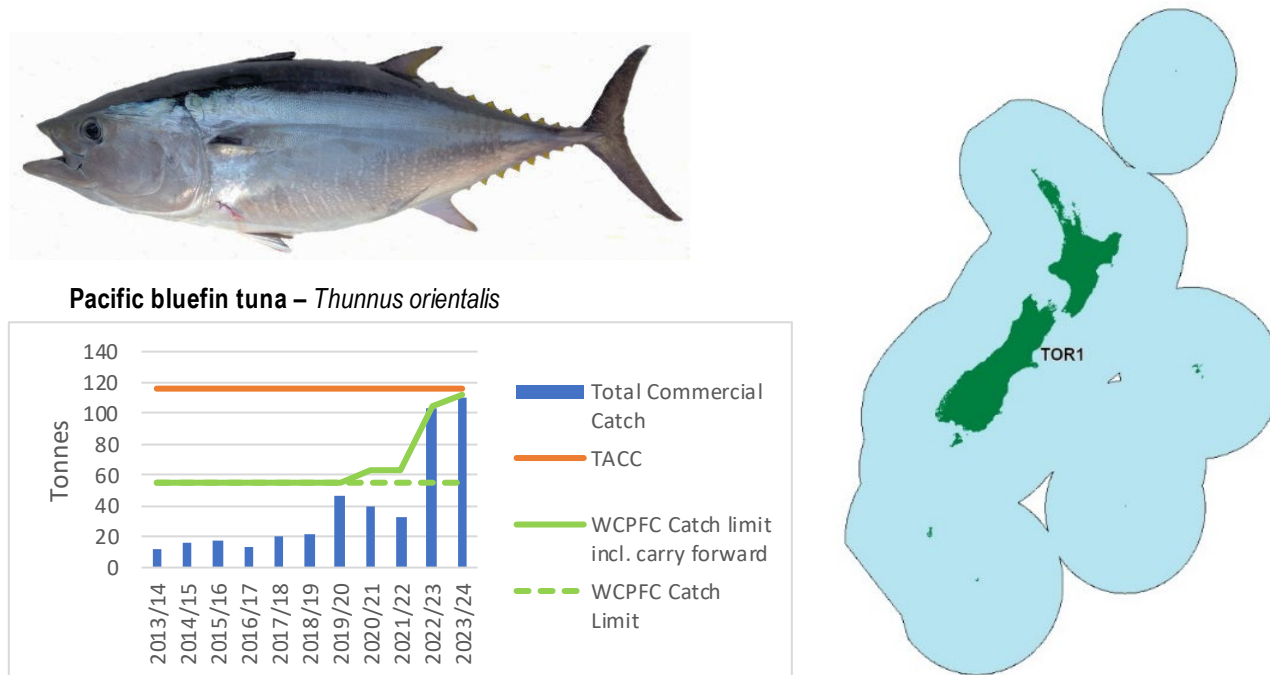 Pacific bluefin tuna – Thunnus orientalis
Tonnes
140
120
100
80
60
40
20
0
2013/14
2014/15
2015/16
2016/17
2017/18
2018/19
2019/20
2020/21
2021/22
2022/23
2023/24
Total Commercial
Catch
TACC
WCPFC Catch limit
incl. carry forward
WCPFC Catch
Limit
TOR1